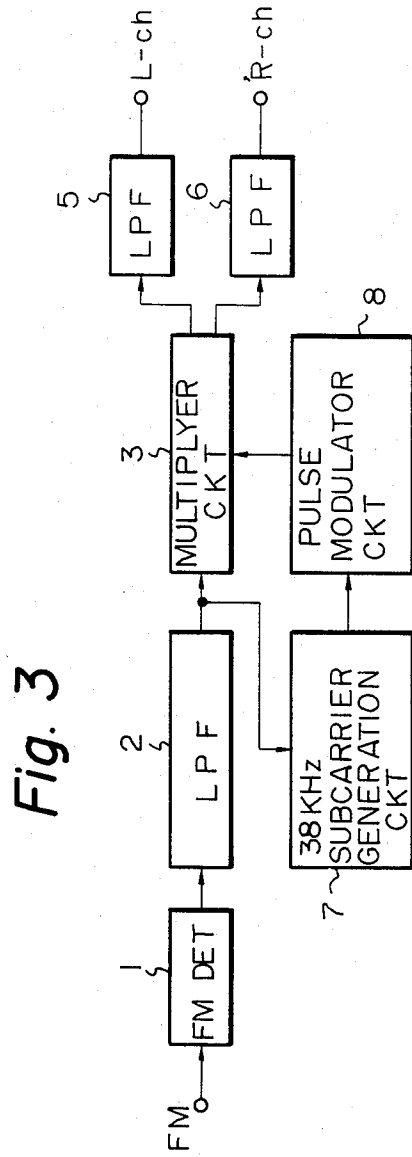 Fig. 3
FM
1
FM DET
2
LPF
3
MULTIPLYER
CKT
5
LPF
L-ch
6
LPF
R-ch
7
38KHz
SUBCARRIER
GENERATION
CKT
8
PULSE
MODULATOR
CKT